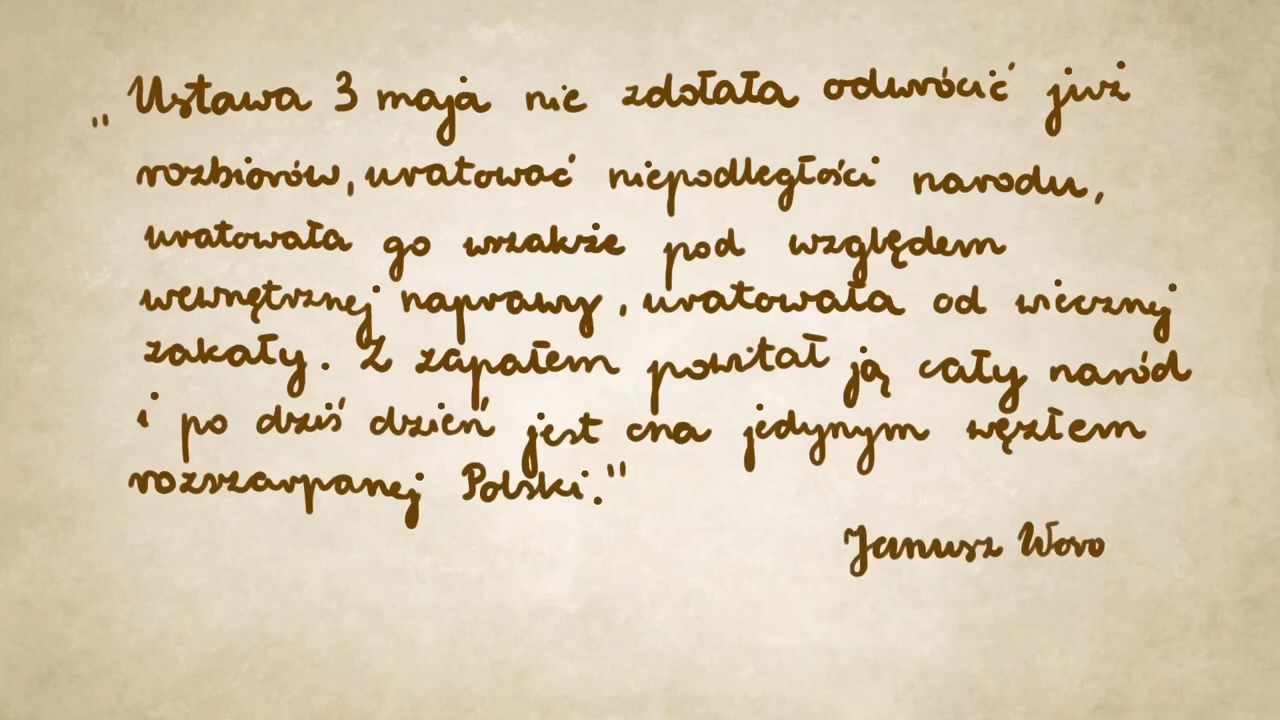 „Ustawa 3 maja nie zdołała odwrócić już
rozbiorów, uratować niepodległości narodu,
uratowała go wszakże pod względem
wewnętrznej naprawy, uratowała od wiecznej
zakały. Z zapałem powitał ją cały naród
i po dziś dzień jest ona jedynym węzłem
rozszarpanej Polski."
Janusz Woro